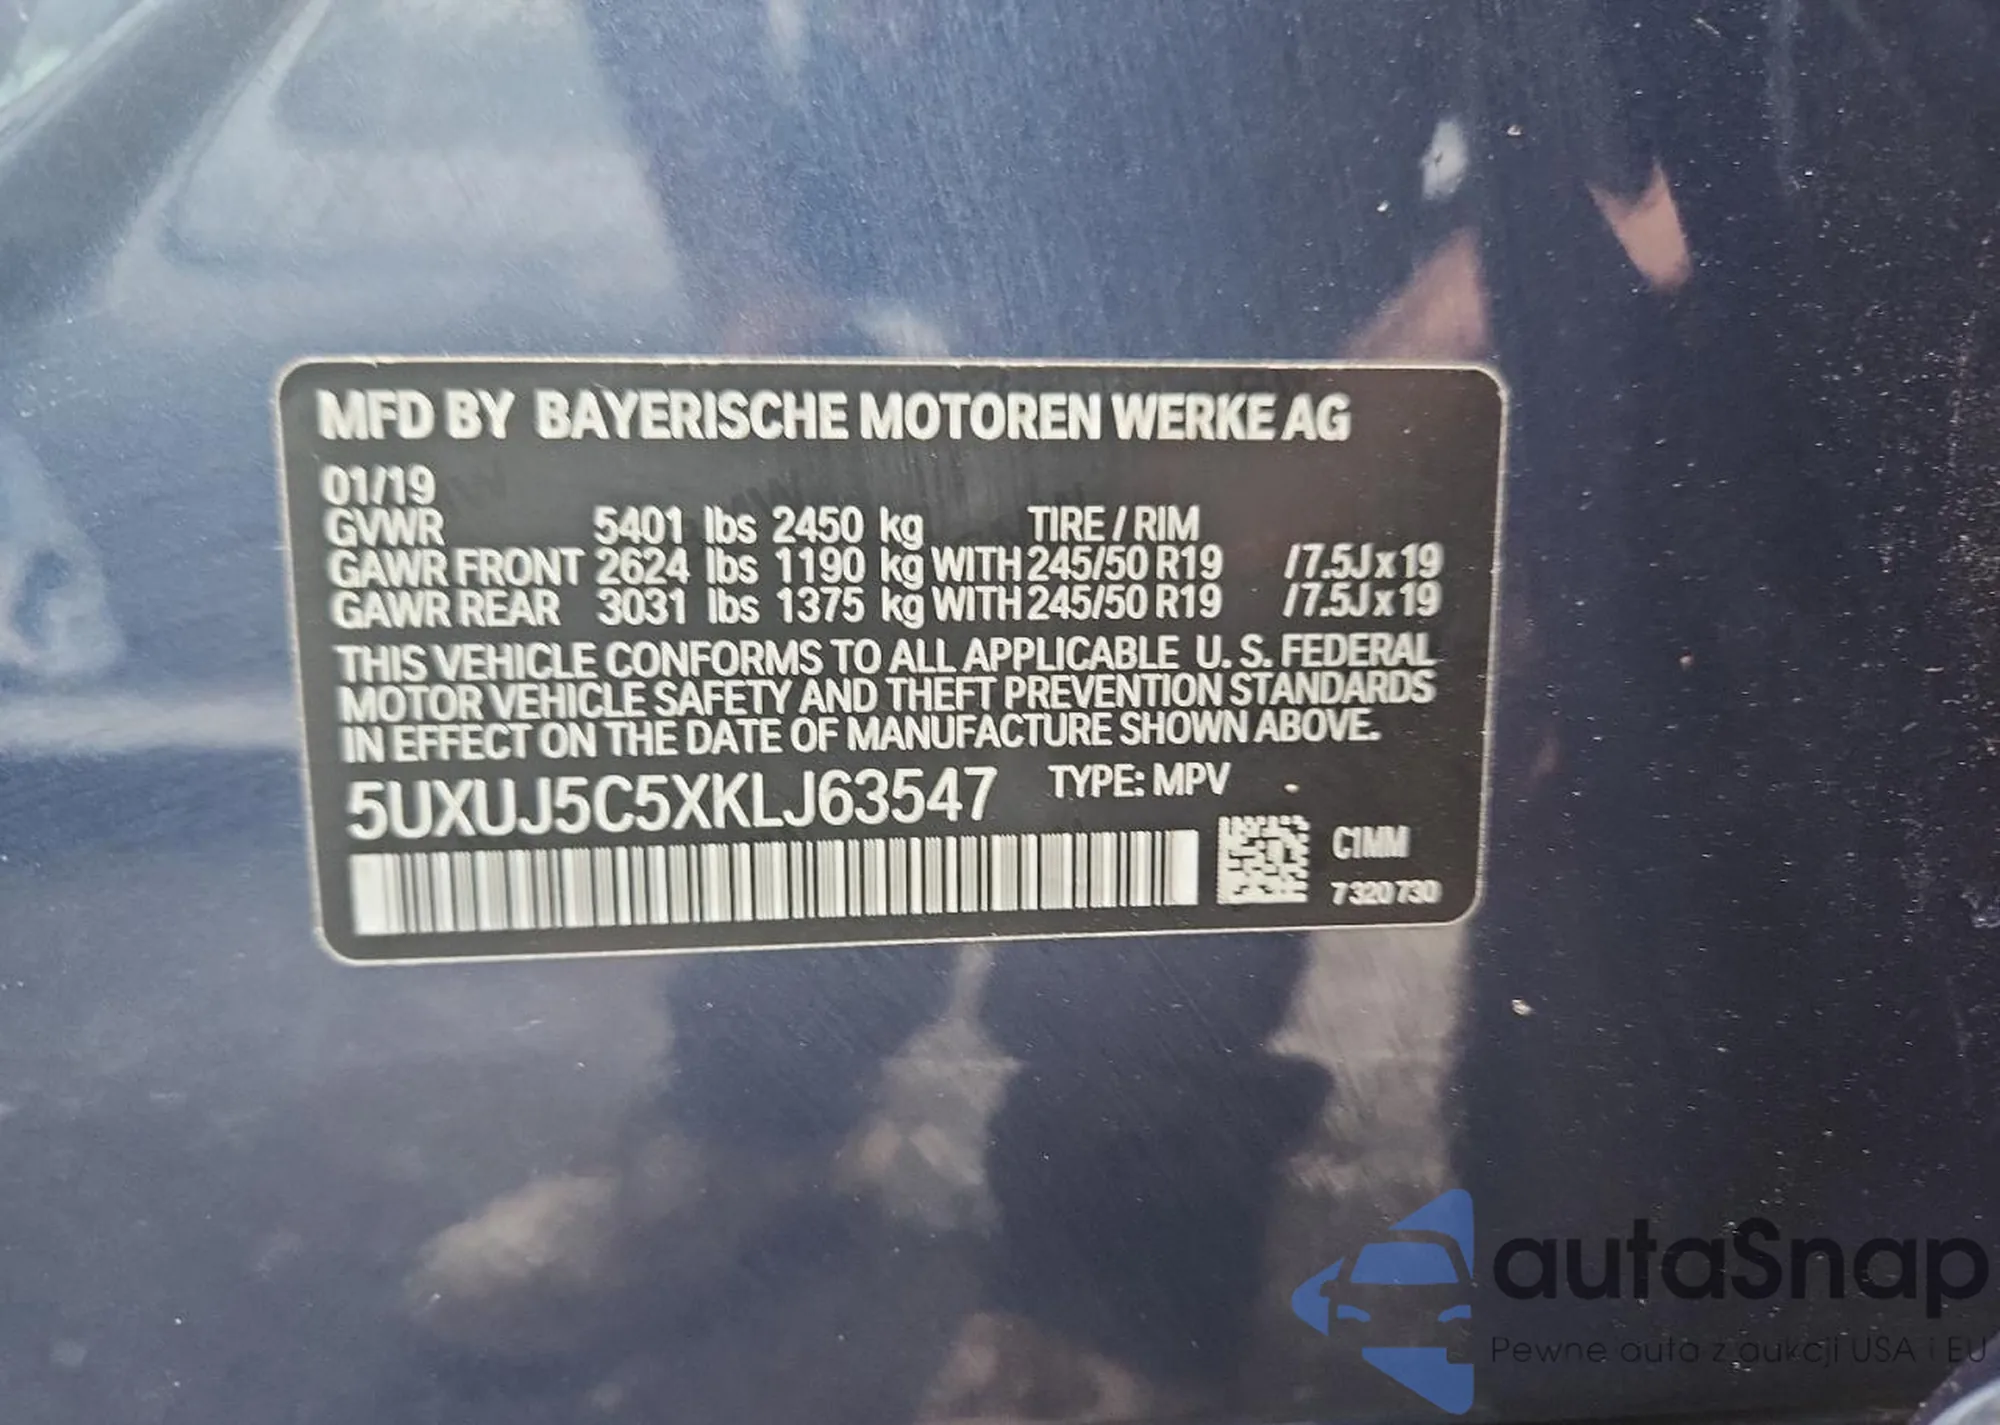 MFD BY BAYERISCHE MOTOREN WERKE AG
01/19
GVWR 5401 lbs 2450 kg TIRE / RIM
GAWR FRONT 2624 lbs 1190 kg WITH 245/50 R19 /7.5J x 19
GAWR REAR 3031 lbs 1375 kg WITH 245/50 R19 /7.5J x 19
THIS VEHICLE CONFORMS TO ALL APPLICABLE U. S. FEDERAL
MOTOR VEHICLE SAFETY AND THEFT PREVENTION STANDARDS
IN EFFECT ON THE DATE OF MANUFACTURE SHOWN ABOVE.
5UXUJ5C5XKLJ63547 TYPE: MPV
C1MM
7320730
autaSnap
Pewne auta z aukcji USA i EU